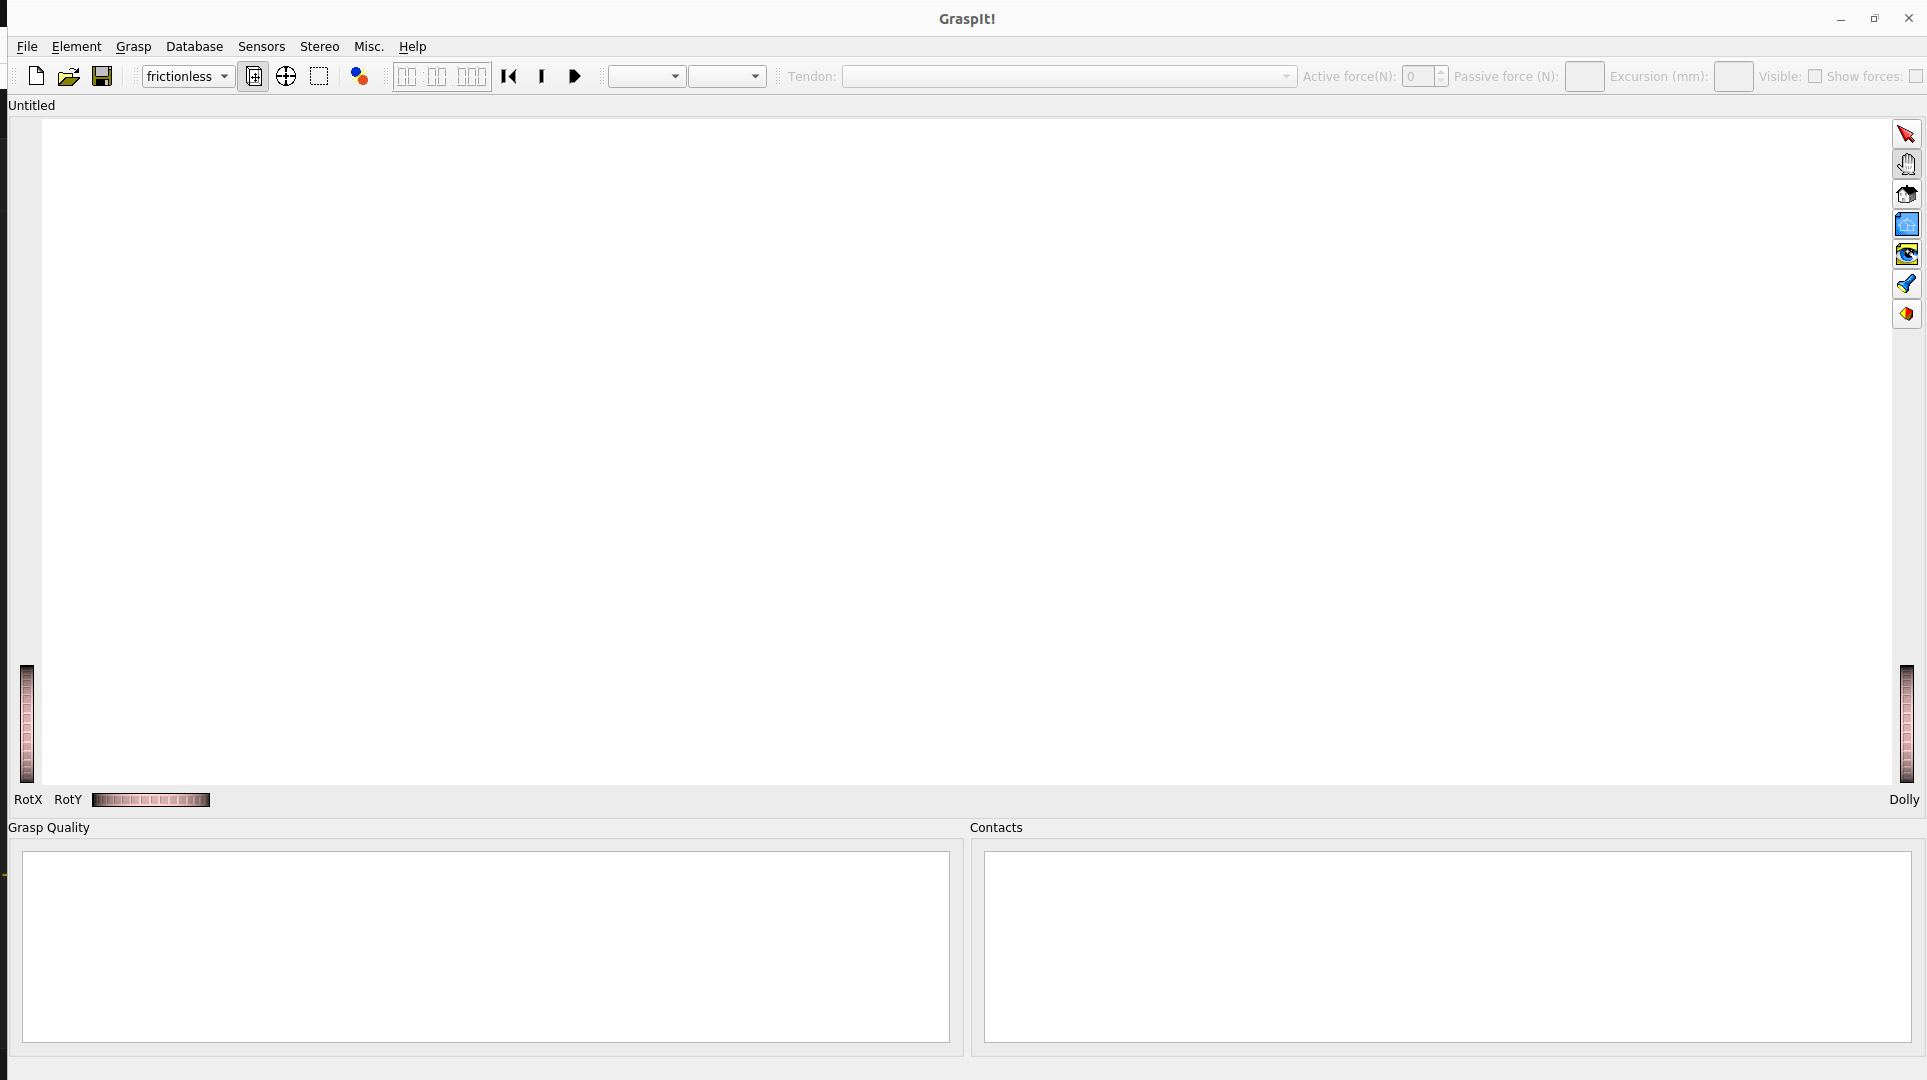 GraspIt!
File Element Grasp Database Sensors Stereo Misc. Help
frictionless Tendon: Active force(N): 0 Passive force (N): Excursion (mm): Visible: Show forces:
Untitled
RotX RotY Dolly
Grasp Quality Contacts